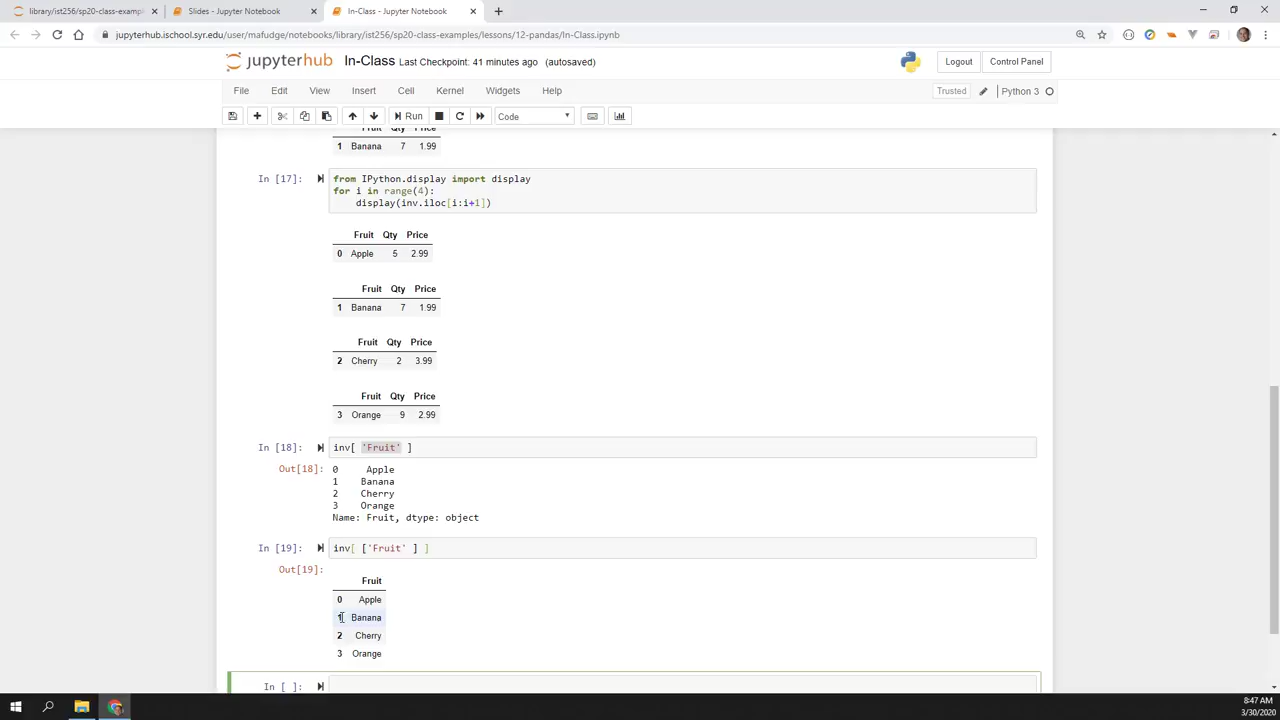 library/ist256/sp20-class-examp
Slides - Jupyter Notebook
In-Class - Jupyter Notebook
jupyterhub.ischool.syr.edu/user/mafudge/notebooks/library/ist256/sp20-class-examples/lessons/12-pandas/In-Class.ipynb
jupyterhub In-Class Last Checkpoint: 41 minutes ago (autosaved) Logout Control Panel
File Edit View Insert Cell Kernel Widgets Help Trusted Python 3
Run Code
Fruit Qty Price
1 Banana 7 1.99
In [17]: from IPython.display import display
for i in range(4):
display(inv.iloc[i:i+1])
Fruit Qty Price
0 Apple 5 2.99
Fruit Qty Price
1 Banana 7 1.99
Fruit Qty Price
2 Cherry 2 3.99
Fruit Qty Price
3 Orange 9 2.99
In [18]: inv[ 'Fruit' ]
Out[18]: 0 Apple
1 Banana
2 Cherry
3 Orange
Name: Fruit, dtype: object
In [19]: inv[ ['Fruit' ] ]
Out[19]:
Fruit
0 Apple
1 Banana
2 Cherry
3 Orange
In [ ]:
8:47 AM
3/30/2020